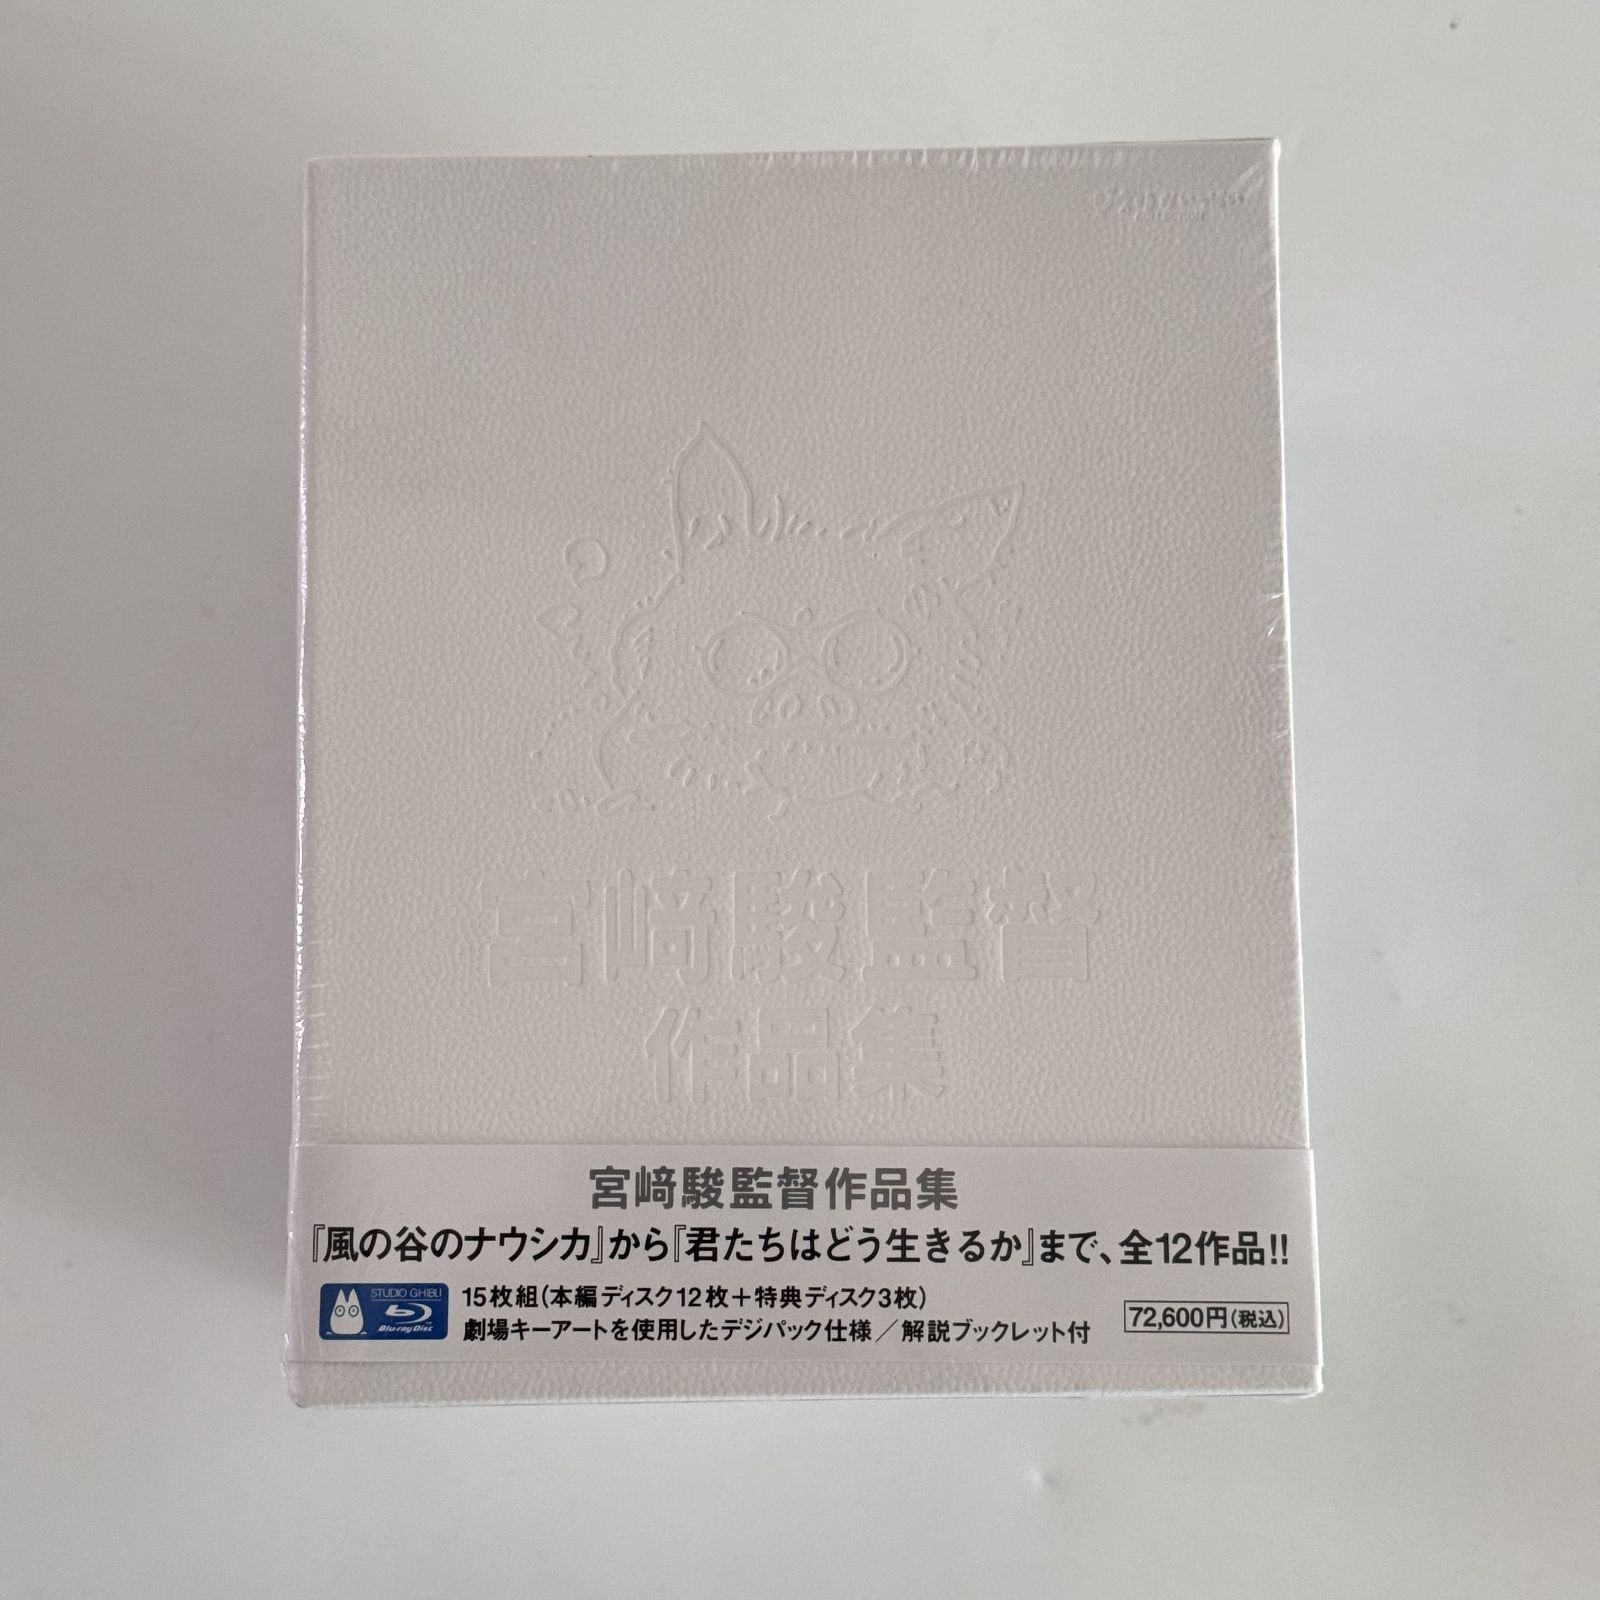 COLLECTION
宮﨑駿監督
作品集
宮﨑駿監督作品集
『風の谷のナウシカ』から『君たちはどう生きるか』まで、全12作品!!
STUDIO GHIBLI
Blu-ray Disc
15枚組(本編ディスク12枚＋特典ディスク3枚)
劇場キーアートを使用したデジパック仕様／解説ブックレット付
72,600円(税込)